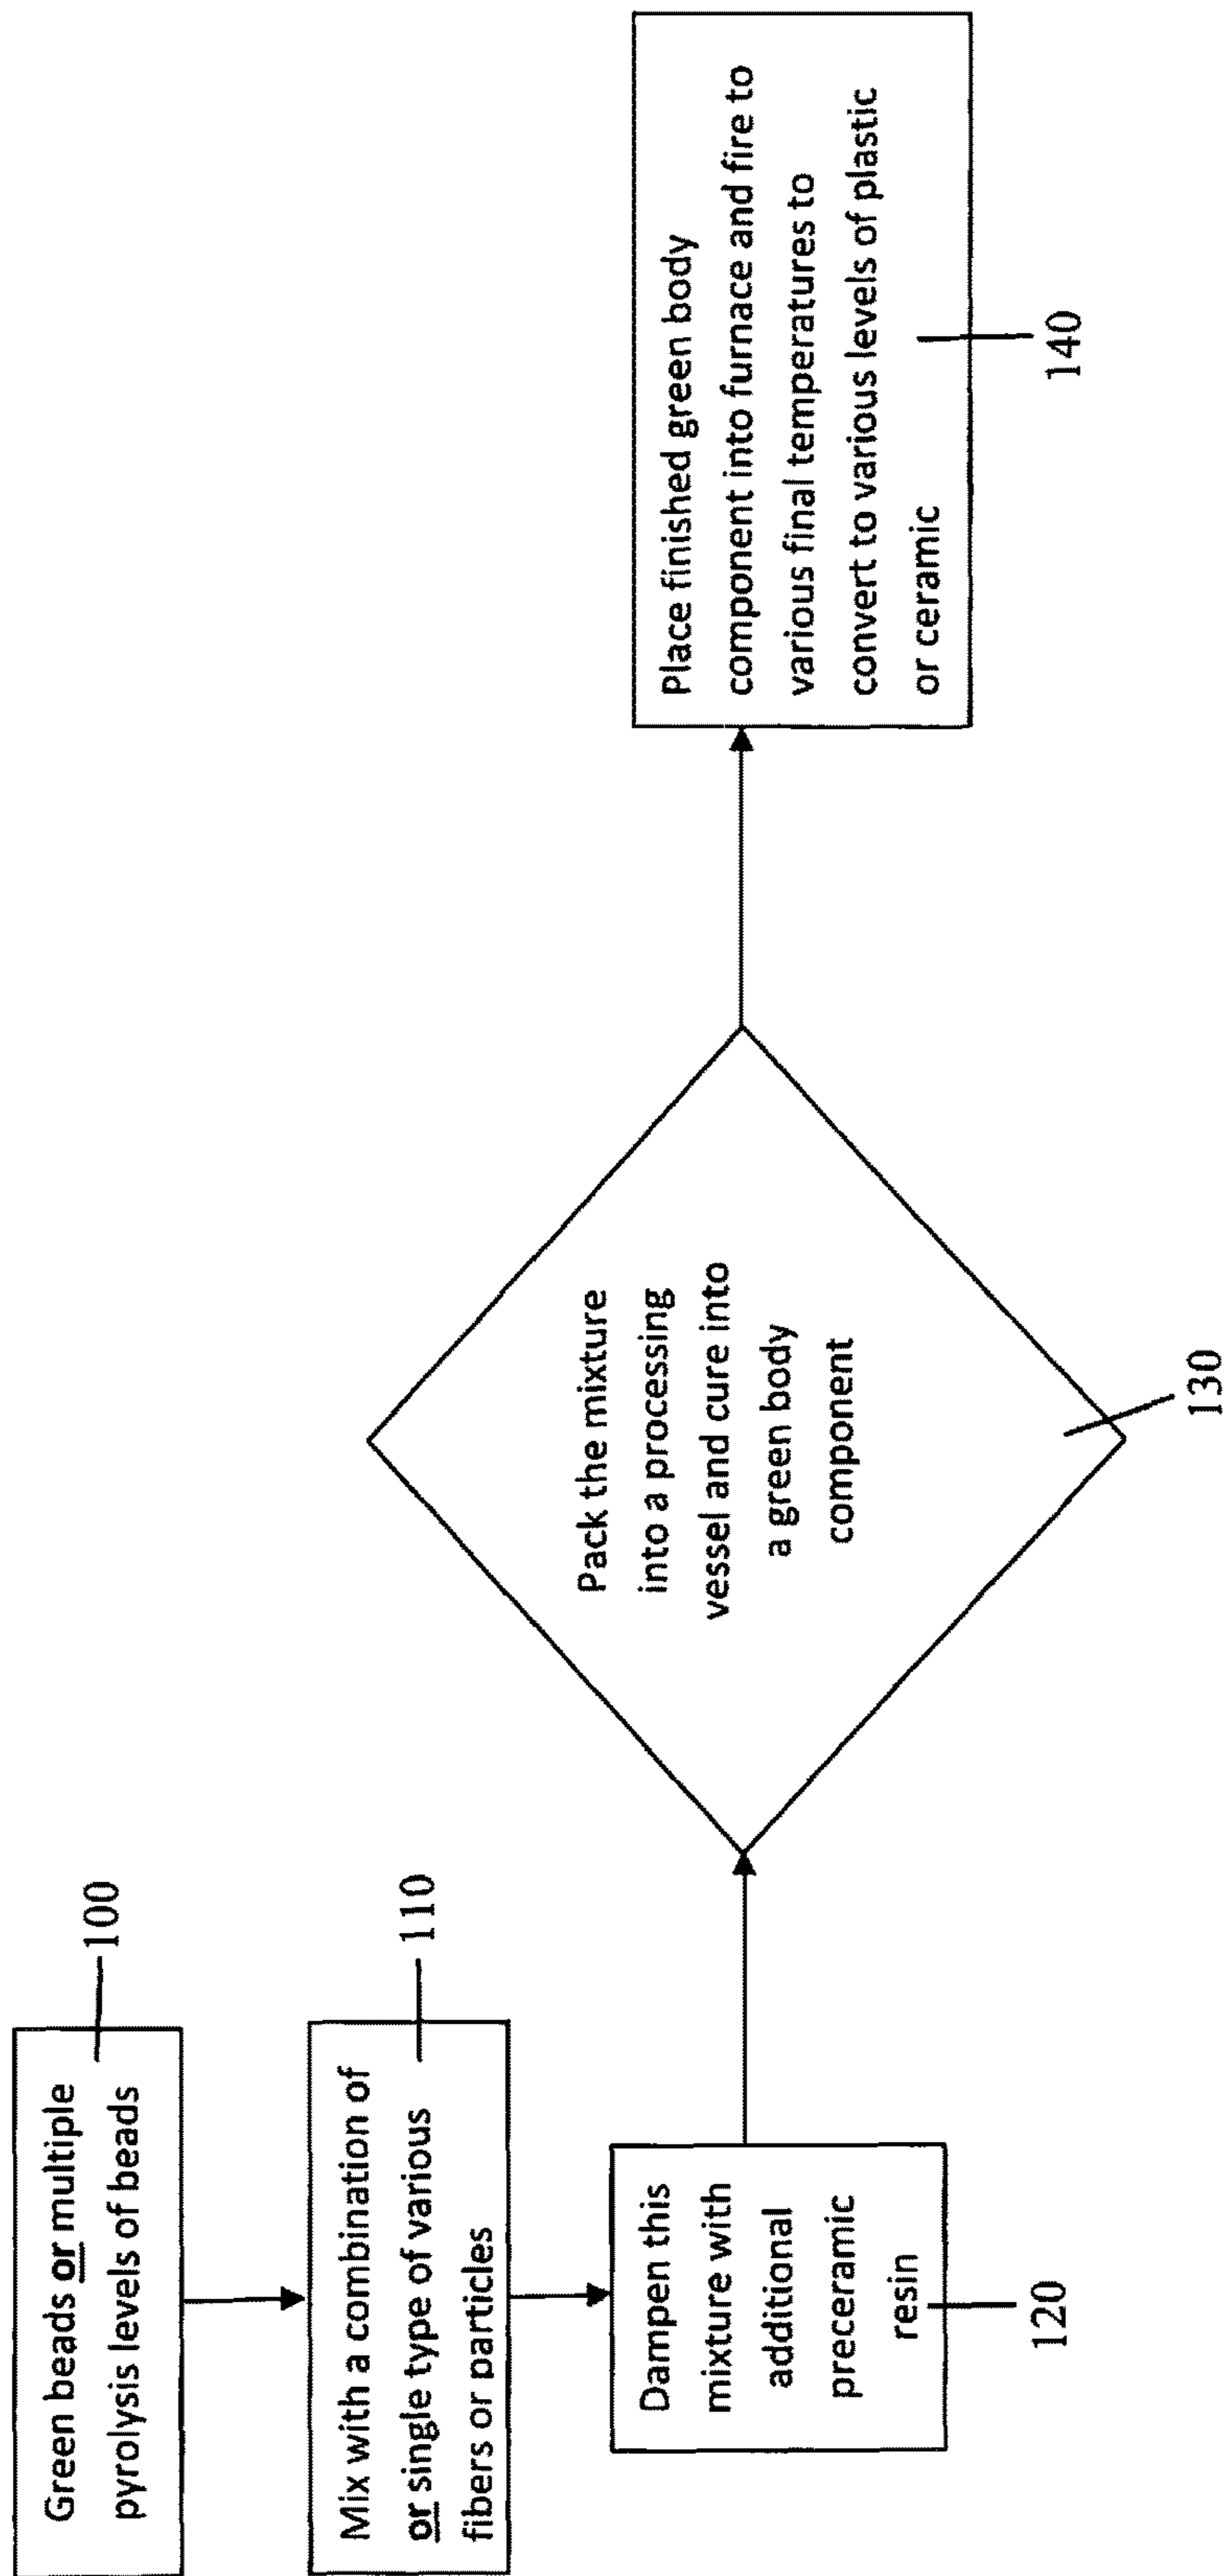 Green beads or multiple
pyrolysis levels of beads
100
Mix with a combination of
or single type of various
fibers or particles
110
Dampen this
mixture with
additional
preceramic
resin
120
Pack the mixture
into a processing
vessel and cure into
a green body
component
130
Place finished green body
component into furnace and fire to
various final temperatures to
convert to various levels of plastic
or ceramic
140